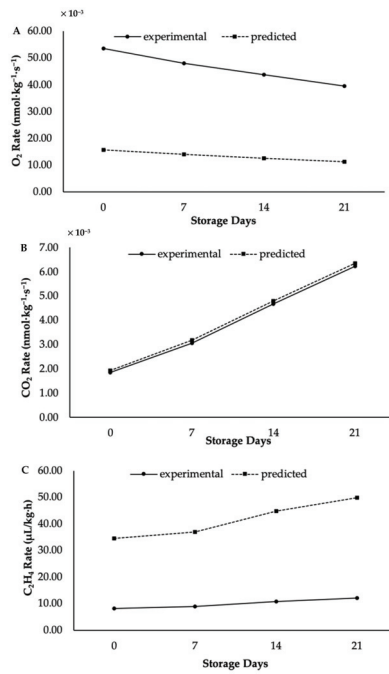 × 10⁻³
A
60.00
experimental
predicted
50.00
40.00
30.00
20.00
10.00
0.00
O₂ Rate (nmol·kg⁻¹·s⁻¹)
0 7 14 21
Storage Days
× 10⁻³
B
7.00
experimental
predicted
6.00
5.00
4.00
3.00
2.00
1.00
0.00
CO₂ Rate (nmol·kg⁻¹·s⁻¹)
0 7 14 21
Storage Days
C
60.00
experimental
predicted
50.00
40.00
30.00
20.00
10.00
0.00
C₂H₄ Rate (µL/kg·h)
0 7 14 21
Storage Days